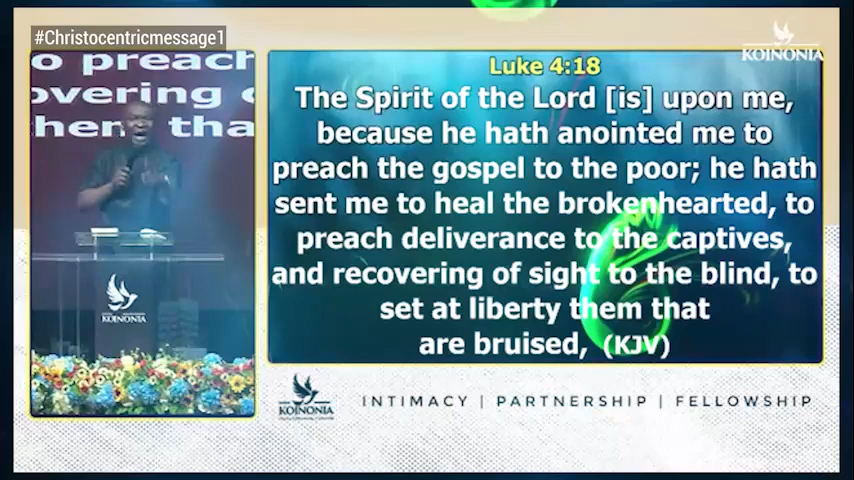 #Christocentricmessage1
KOINONIA
o preach
overing
hem tha
KOINONIA
Luke 4:18
The Spirit of the Lord [is] upon me,
because he hath anointed me to
preach the gospel to the poor; he hath
sent me to heal the brokenhearted, to
preach deliverance to the captives,
and recovering of sight to the blind, to
set at liberty them that
are bruised, (KJV)
KOINONIA
INTIMACY | PARTNERSHIP | FELLOWSHIP